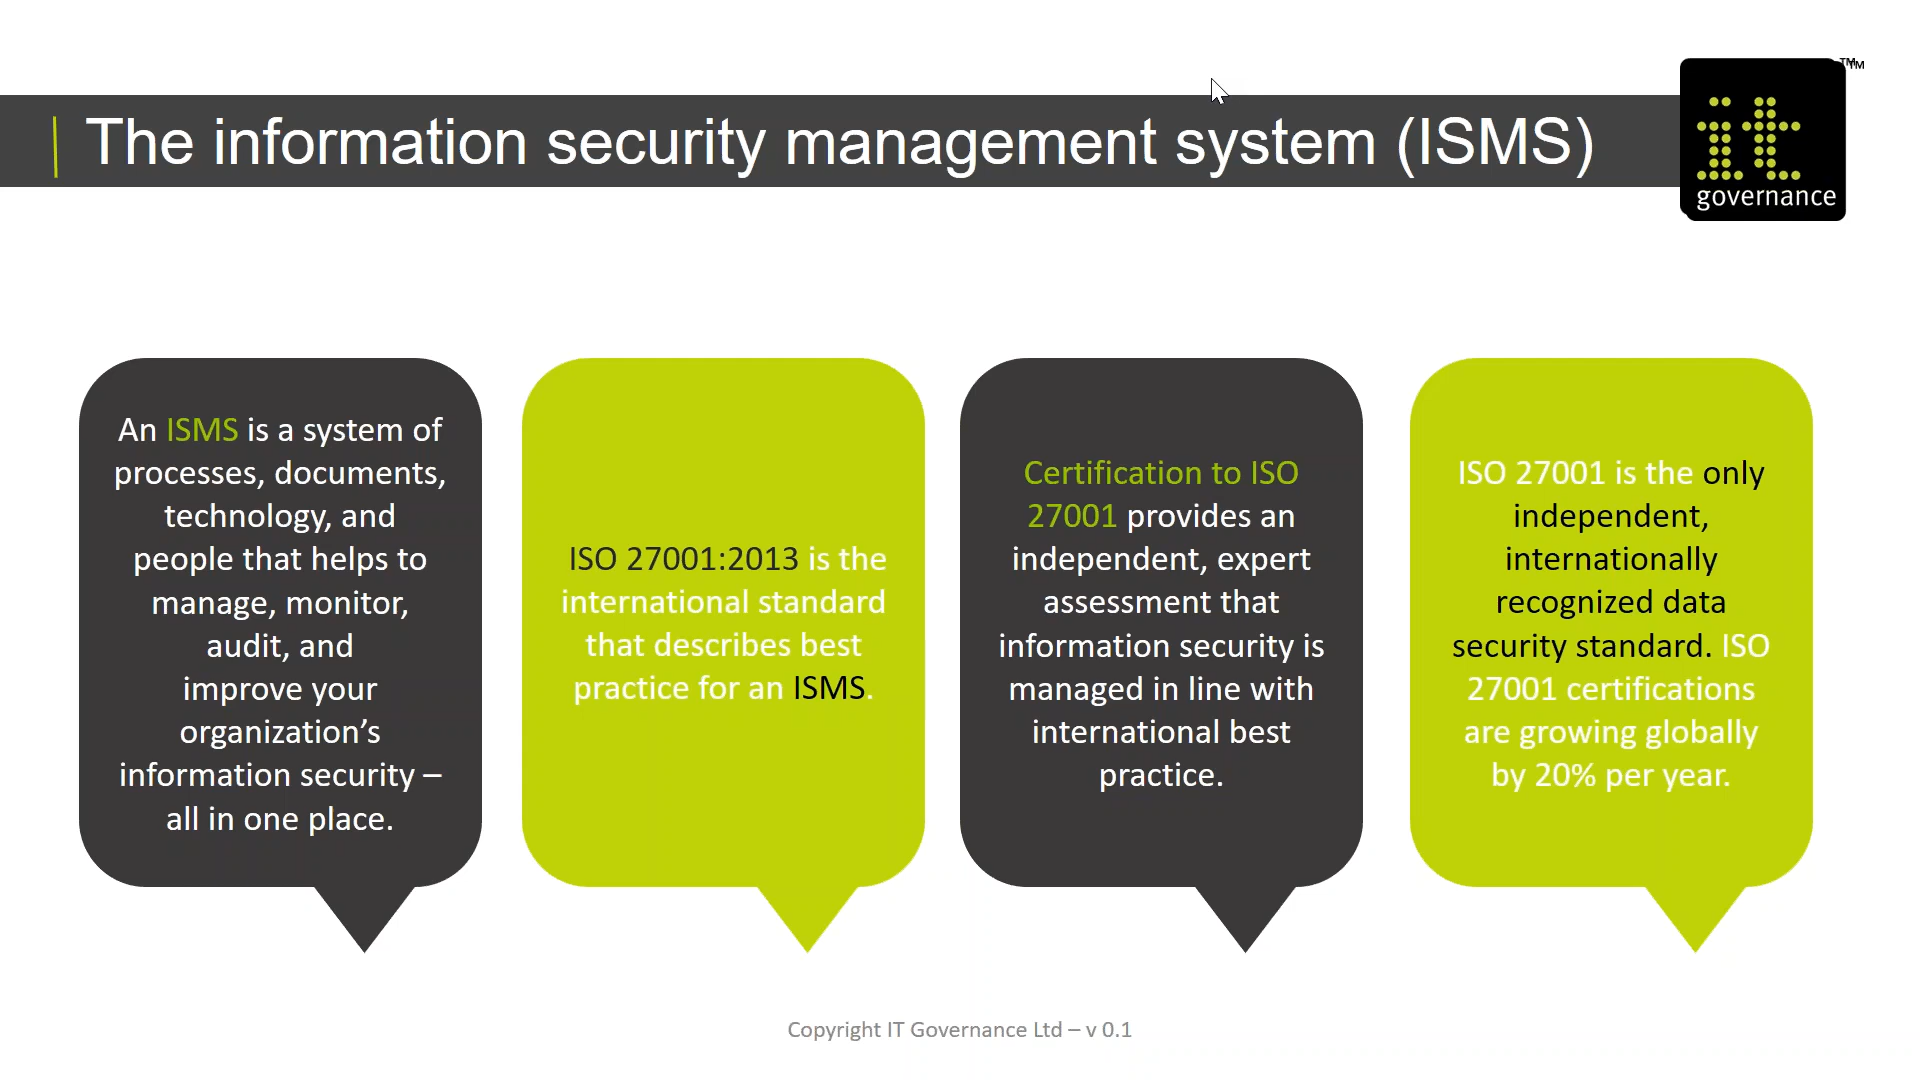 The information security management system (ISMS)
TM
TM
it
governance
An ISMS is a system of
processes, documents,
technology, and
people that helps to
manage, monitor,
audit, and
improve your
organization’s
information security –
all in one place.
ISO 27001:2013 is the
international standard
that describes best
practice for an ISMS.
Certification to ISO
27001 provides an
independent, expert
assessment that
information security is
managed in line with
international best
practice.
ISO 27001 is the only
independent,
internationally
recognized data
security standard. ISO
27001 certifications
are growing globally
by 20% per year.
Copyright IT Governance Ltd – v 0.1